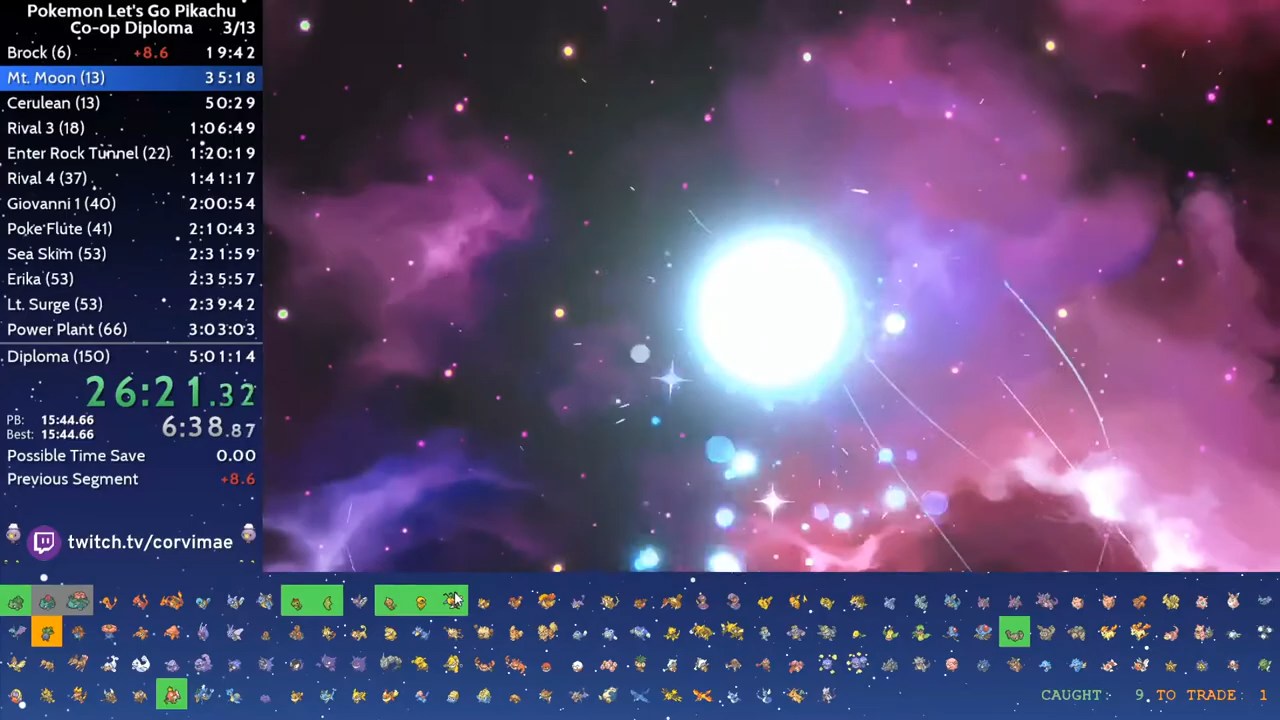 Pokemon Let's Go Pikachu
Co-op Diploma 3/13
Brock (6) +8.6 19:42
Mt. Moon (13) 35:18
Cerulean (13) 50:29
Rival 3 (18) 1:06:49
Enter Rock Tunnel (22) 1:20:19
Rival 4 (37) 1:41:17
Giovanni 1 (40) 2:00:54
Poke Flute (41) 2:10:43
Sea Skim (53) 2:31:59
Erika (53) 2:35:57
Lt. Surge (53) 2:39:42
Power Plant (66) 3:03:03
Diploma (150) 5:01:14
26:21.32
PB: 15:44.66
Best: 15:44.66
6:38.87
Possible Time Save 0.00
Previous Segment +8.6
twitch.tv/corvimae
CAUGHT: 9 TO TRADE: 1